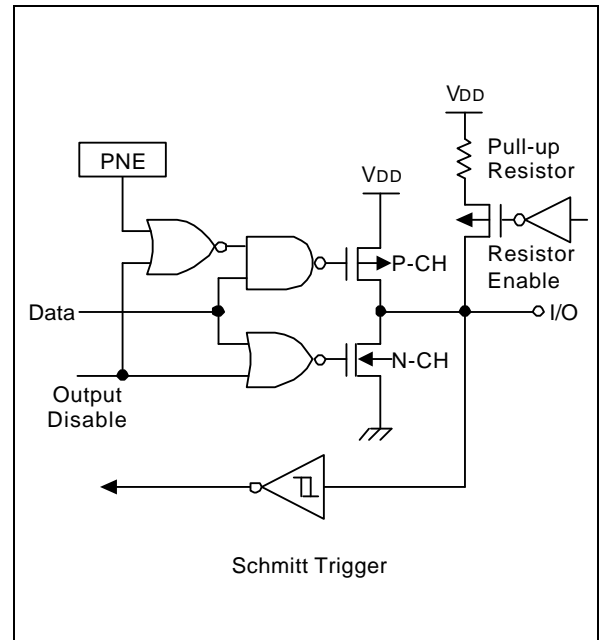 VDD
Pull-up
Resistor
PNE
VDD
P-CH
Resistor
Enable
Data
I/O
N-CH
Output
Disable
Schmitt Trigger